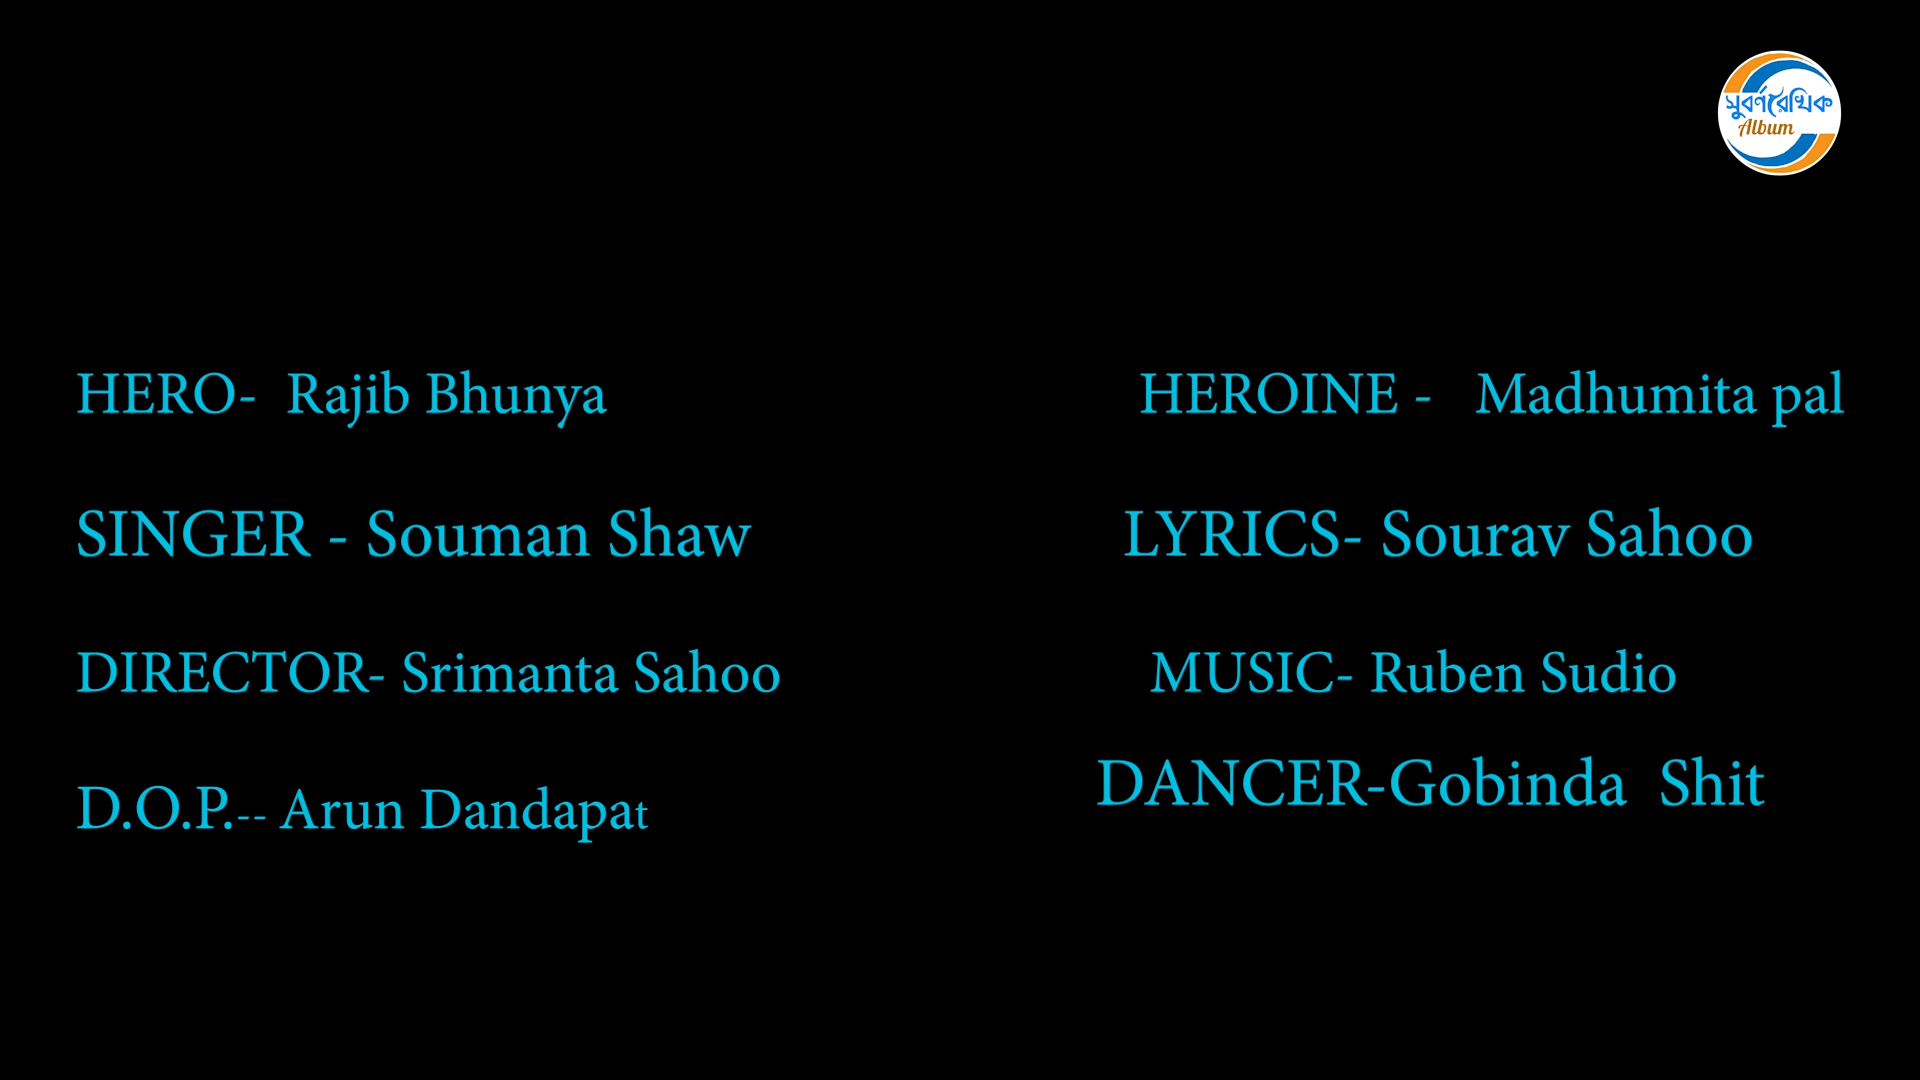 সুবর্ণরৈখিক
Album
HERO- Rajib Bhunya
HEROINE - Madhumita pal
SINGER - Souman Shaw
LYRICS- Sourav Sahoo
DIRECTOR- Srimanta Sahoo
MUSIC- Ruben Sudio
D.O.P.-- Arun Dandapat
DANCER-Gobinda Shit